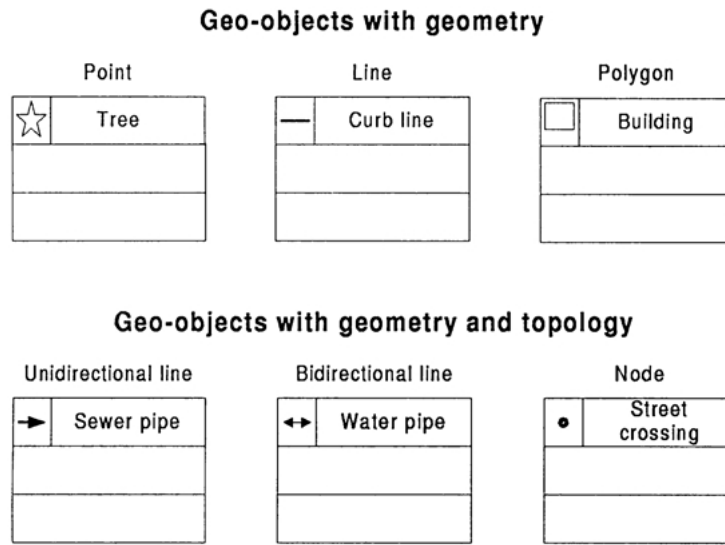 Geo-objects with geometry
Point
Line
Polygon
Tree
Curb line
Building
Geo-objects with geometry and topology
Unidirectional line
Bidirectional line
Node
Sewer pipe
Water pipe
Street
crossing